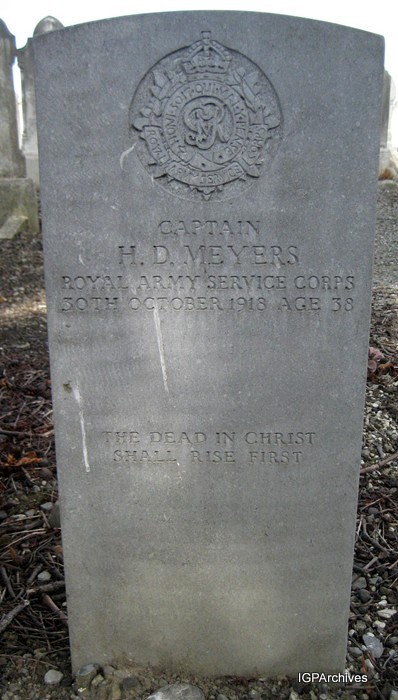 CAPTAIN
H. D. MEYERS
ROYAL ARMY SERVICE CORPS
30TH OCTOBER 1918 AGE 38
THE DEAD IN CHRIST
SHALL RISE FIRST
IGPArchives